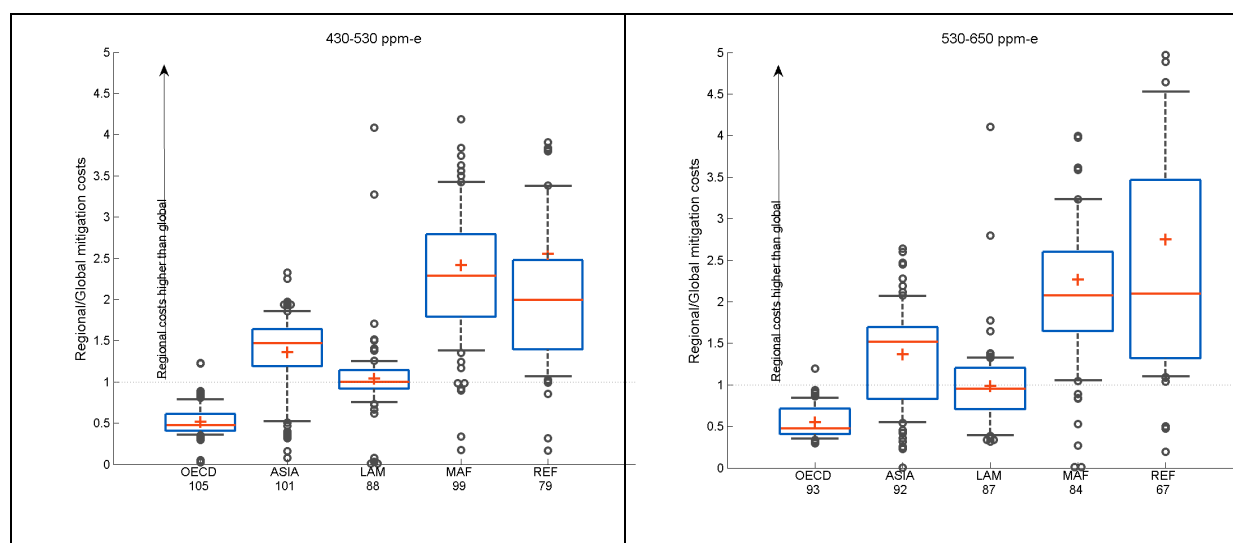 430-530 ppm-e
Regional/Global mitigation costs
Regional costs higher than global
5
4.5
4
3.5
3
2.5
2
1.5
1
0.5
0
OECD ASIA LAM MAF REF
105 101 88 99 79
530-650 ppm-e
Regional/Global mitigation costs
Regional costs higher than global
5
4.5
4
3.5
3
2.5
2
1.5
1
0.5
0
OECD ASIA LAM MAF REF
93 92 87 84 67